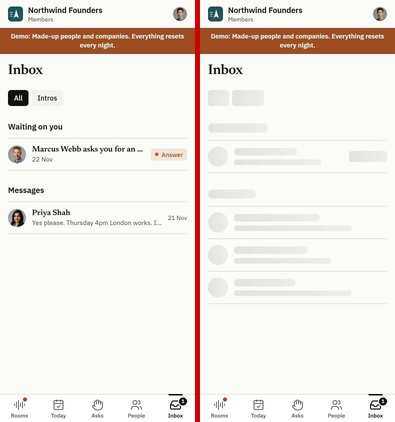 Northwind Founders
Members
Demo: Made-up people and companies. Everything resets
every night.
Inbox
All
Intros
Waiting on you
Marcus Webb asks you for an ...
22 Nov
Answer
Messages
Priya Shah
Yes please. Thursday 4pm London works. I...
21 Nov
Rooms
Today
Asks
People
Inbox
1
Northwind Founders
Members
Demo: Made-up people and companies. Everything resets
every night.
Inbox
Rooms
Today
Asks
People
Inbox
1